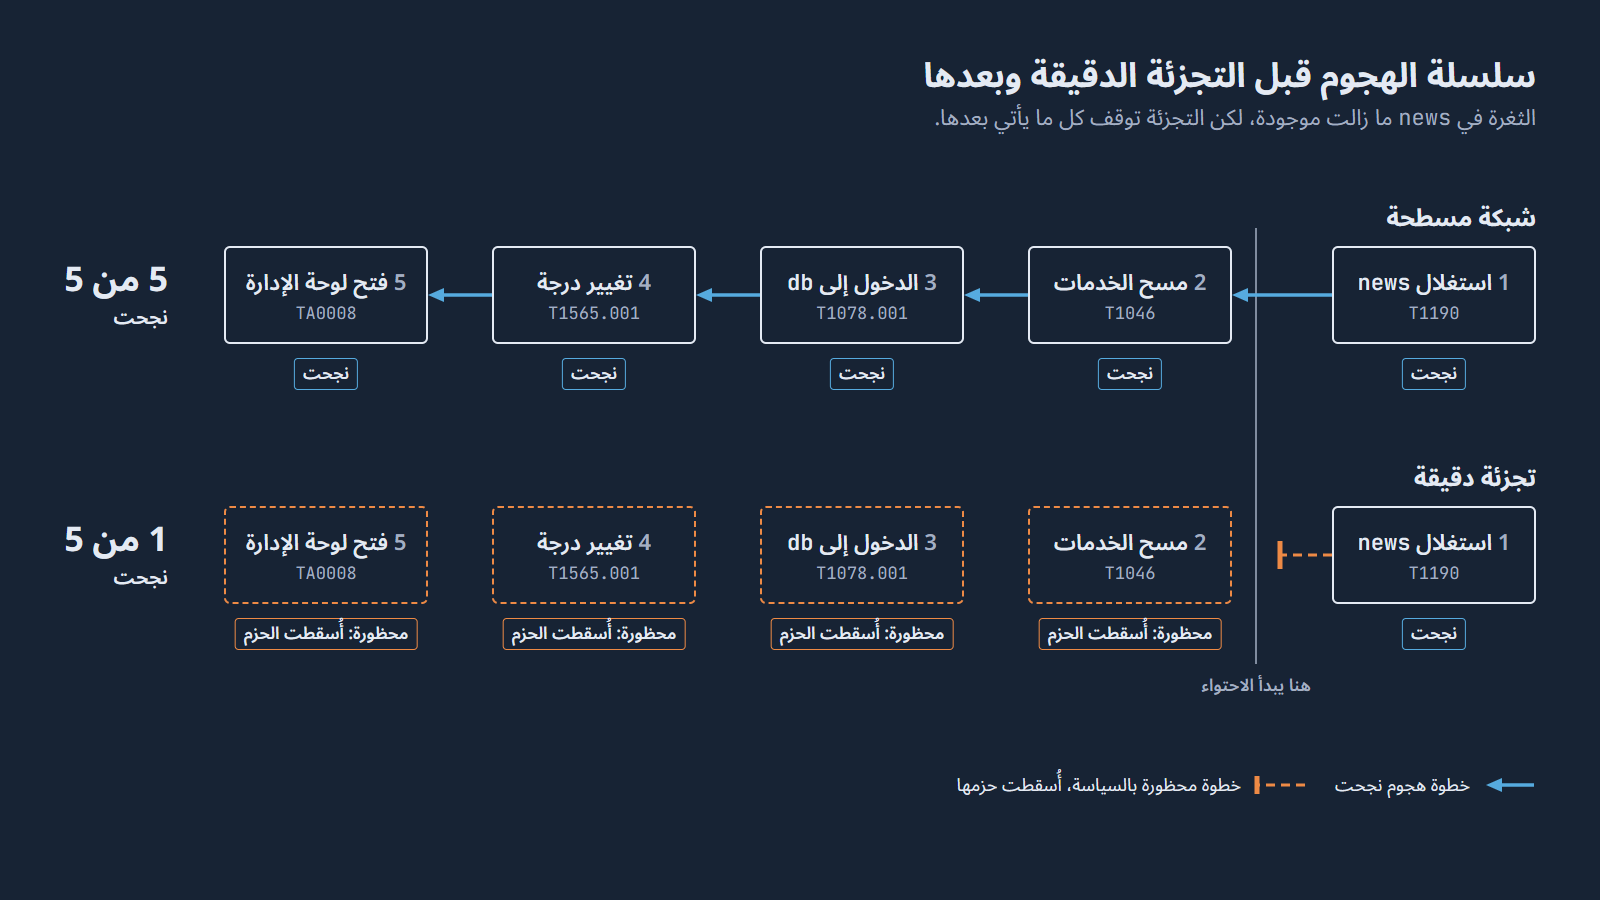 سلسلة الهجوم قبل التجزئة الدقيقة وبعدها
الثغرة في news ما زالت موجودة، لكن التجزئة توقف كل ما يأتي بعدها.
شبكة مسطحة
1 استغلال news
T1190
نجحت
2 مسح الخدمات
T1046
نجحت
3 الدخول إلى db
T1078.001
نجحت
4 تغيير درجة
T1565.001
نجحت
5 فتح لوحة الإدارة
TA0008
نجحت
5 من 5
نجحت
تجزئة دقيقة
1 استغلال news
T1190
نجحت
2 مسح الخدمات
T1046
محظورة: أُسقطت الحزم
3 الدخول إلى db
T1078.001
محظورة: أُسقطت الحزم
4 تغيير درجة
T1565.001
محظورة: أُسقطت الحزم
5 فتح لوحة الإدارة
TA0008
محظورة: أُسقطت الحزم
1 من 5
نجحت
هنا يبدأ الاحتواء
خطوة هجوم نجحت
خطوة محظورة بالسياسة، أُسقطت حزمها